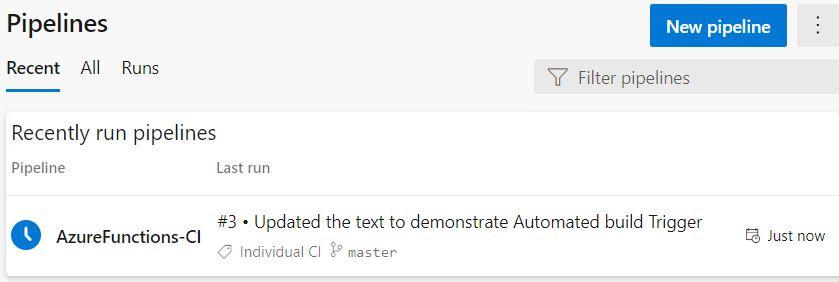 Pipelines
New pipeline
Recent All Runs
Filter pipelines
Recently run pipelines
Pipeline Last run
#3 • Updated the text to demonstrate Automated build Trigger
AzureFunctions-CI
Just now
Individual CI master